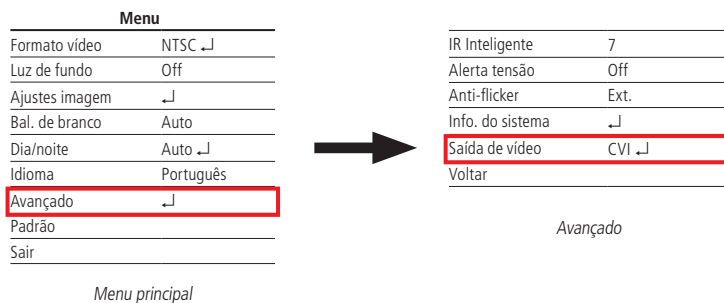 Menu
Formato vídeo NTSC ↵
Luz de fundo Off
Ajustes imagem ↵
Bal. de branco Auto
Dia/noite Auto ↵
Idioma Português
Avançado ↵
Padrão
Sair
Menu principal
IR Inteligente 7
Alerta tensão Off
Anti-flicker Ext.
Info. do sistema ↵
Saída de vídeo CVI ↵
Voltar
Avançado